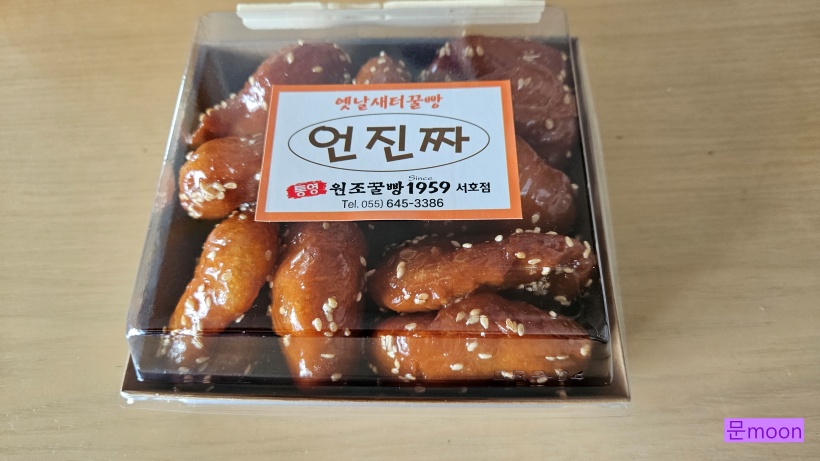 옛날새터꿀빵
언진짜
Since
통영 원조꿀빵 1959 서호점
Tel. 055) 645-3386
문moon